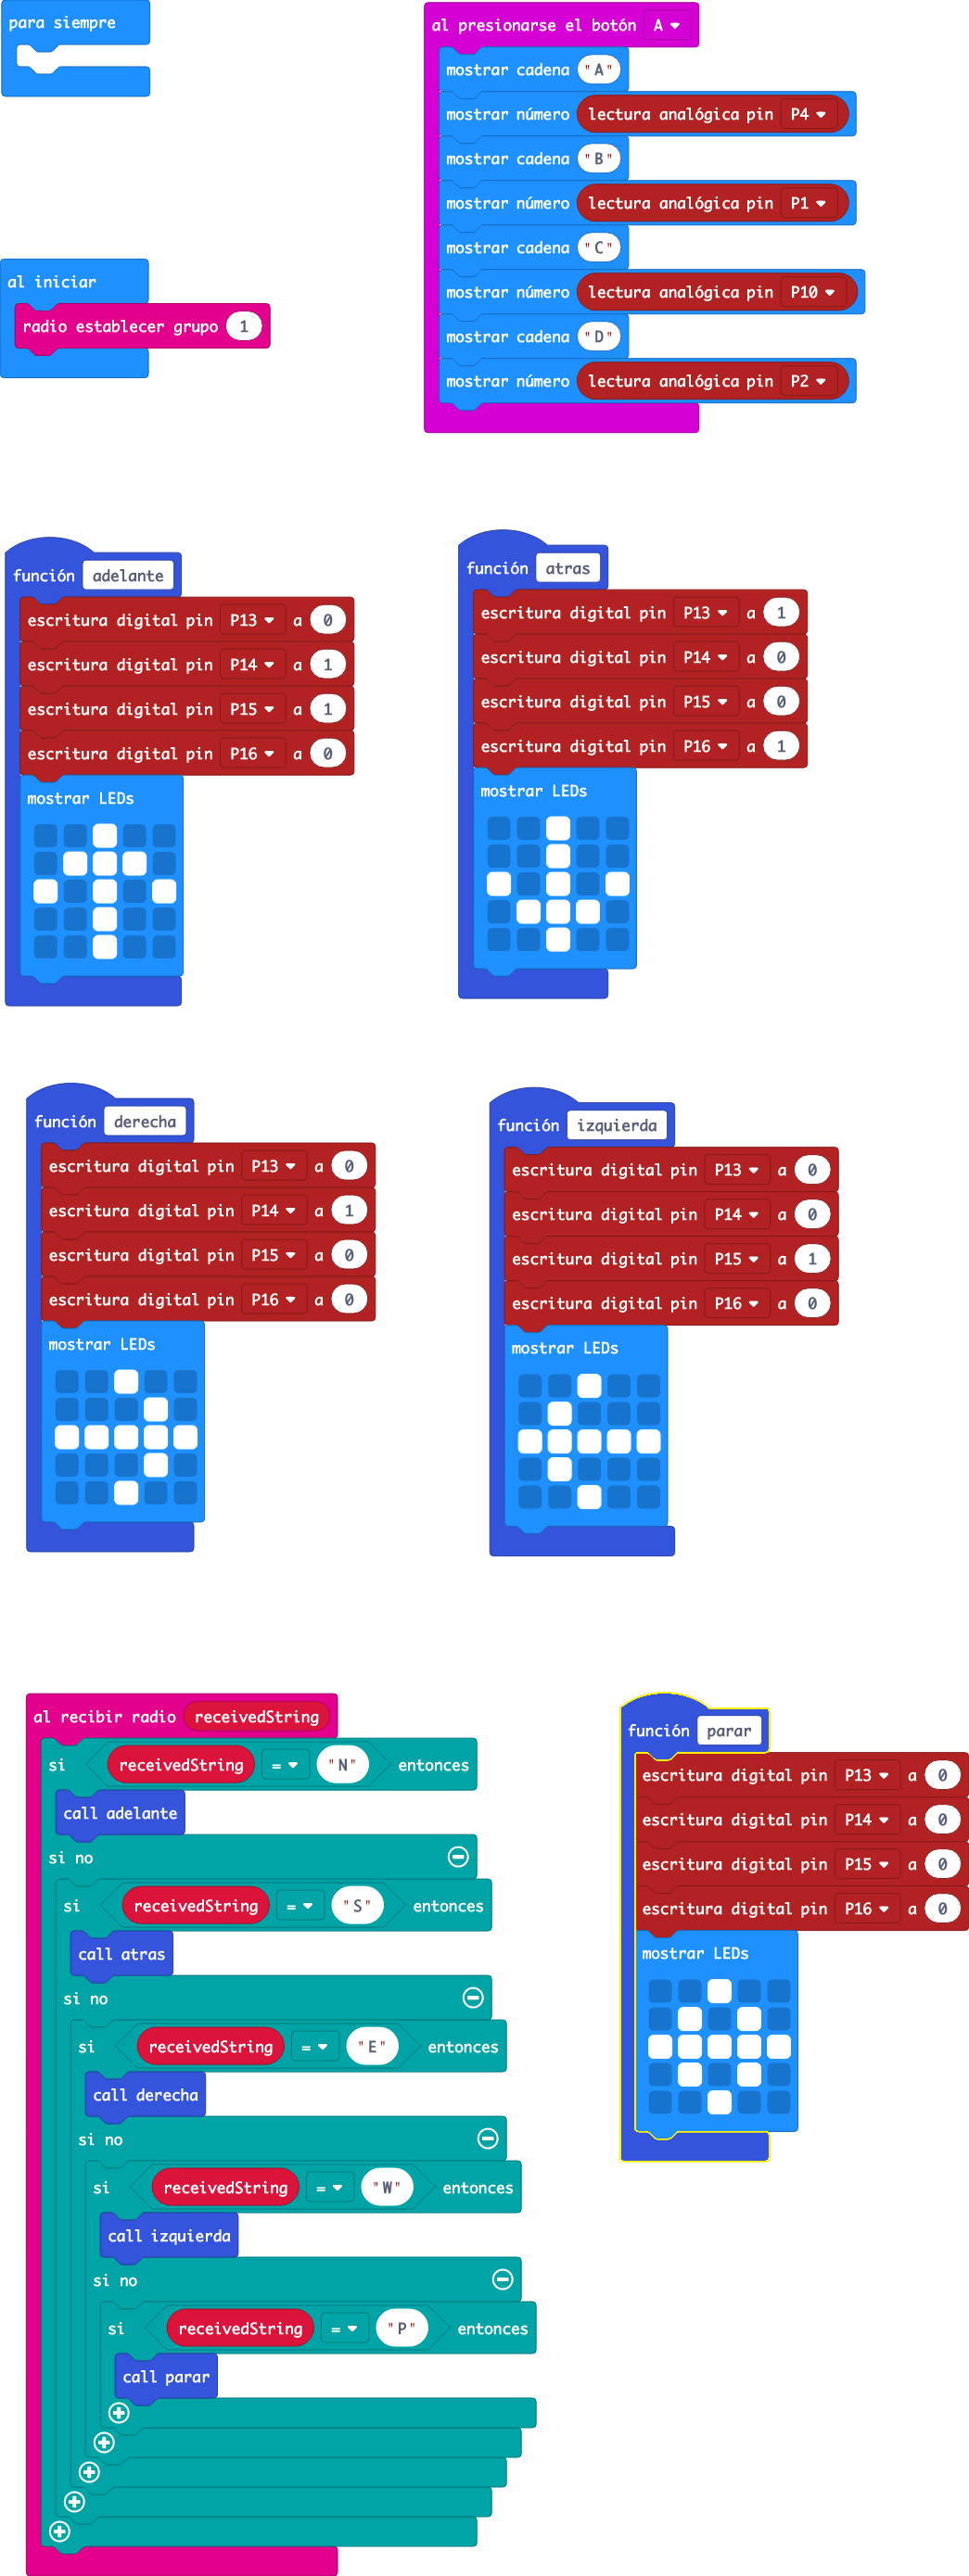 para siempre
al presionarse el botón A
mostrar cadena "A"
mostrar número lectura analógica pin P4
mostrar cadena "B"
mostrar número lectura analógica pin P1
mostrar cadena "C"
mostrar número lectura analógica pin P10
mostrar cadena "D"
mostrar número lectura analógica pin P2
al iniciar
radio establecer grupo 1
función adelante
escritura digital pin P13 a 0
escritura digital pin P14 a 1
escritura digital pin P15 a 1
escritura digital pin P16 a 0
mostrar LEDs
función atras
escritura digital pin P13 a 1
escritura digital pin P14 a 0
escritura digital pin P15 a 0
escritura digital pin P16 a 1
mostrar LEDs
función derecha
escritura digital pin P13 a 0
escritura digital pin P14 a 1
escritura digital pin P15 a 0
escritura digital pin P16 a 0
mostrar LEDs
función izquierda
escritura digital pin P13 a 0
escritura digital pin P14 a 0
escritura digital pin P15 a 1
escritura digital pin P16 a 0
mostrar LEDs
al recibir radio receivedString
si receivedString = "N" entonces
call adelante
si no
si receivedString = "S" entonces
call atras
si no
si receivedString = "E" entonces
call derecha
si no
si receivedString = "W" entonces
call izquierda
si no
si receivedString = "P" entonces
call parar
función parar
escritura digital pin P13 a 0
escritura digital pin P14 a 0
escritura digital pin P15 a 0
escritura digital pin P16 a 0
mostrar LEDs